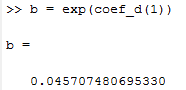 >> b = exp(coef_d(1))
b =
0.045707480695330